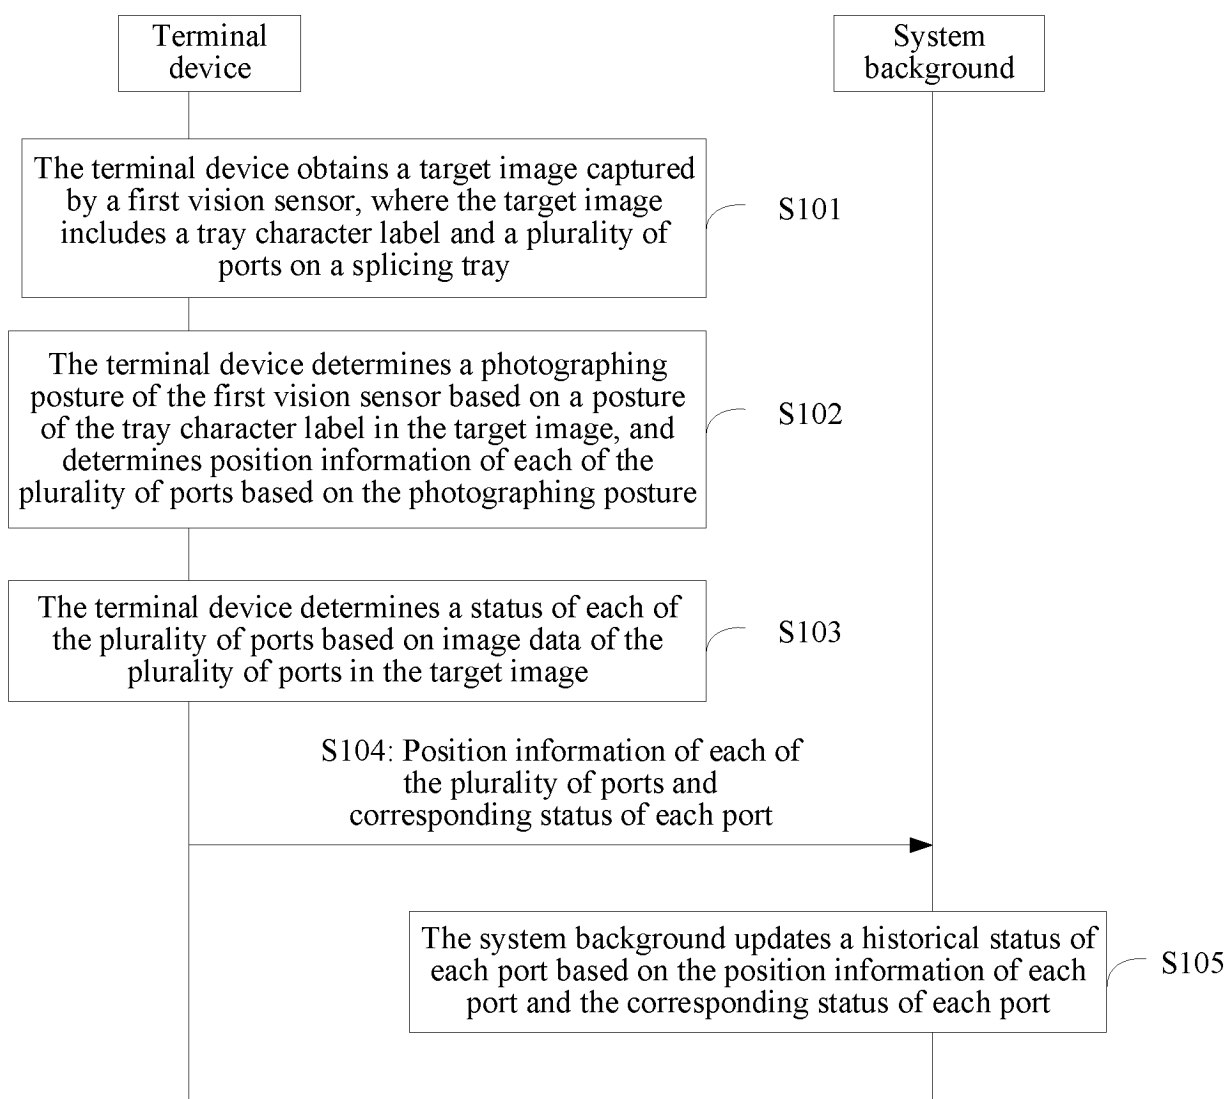 Terminal
device
System
background
The terminal device obtains a target image captured
by a first vision sensor, where the target image
includes a tray character label and a plurality of
ports on a splicing tray
S101
The terminal device determines a photographing
posture of the first vision sensor based on a posture
of the tray character label in the target image, and
determines position information of each of the
plurality of ports based on the photographing posture
S102
The terminal device determines a status of each of
the plurality of ports based on image data of the
plurality of ports in the target image
S103
S104: Position information of each of
the plurality of ports and
corresponding status of each port
The system background updates a historical status of
each port based on the position information of each
port and the corresponding status of each port
S105